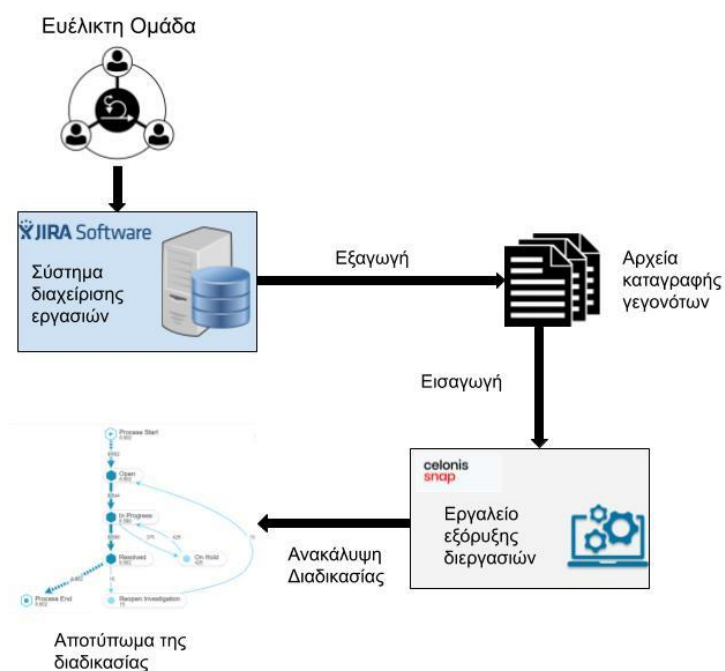 Ευέλικτη Ομάδα
JIRA Software
Σύστημα
διαχείρισης
εργασιών
Εξαγωγή
Αρχεία
καταγραφής
γεγονότων
Εισαγωγή
celonis
snap
Εργαλείο
εξόρυξης
διεργασιών
Ανακάλυψη
Διαδικασίας
Process Start
Open
In Progress
Resolved
On Hold
Process End
Reopen Investigation
Αποτύπωμα της
διαδικασίας